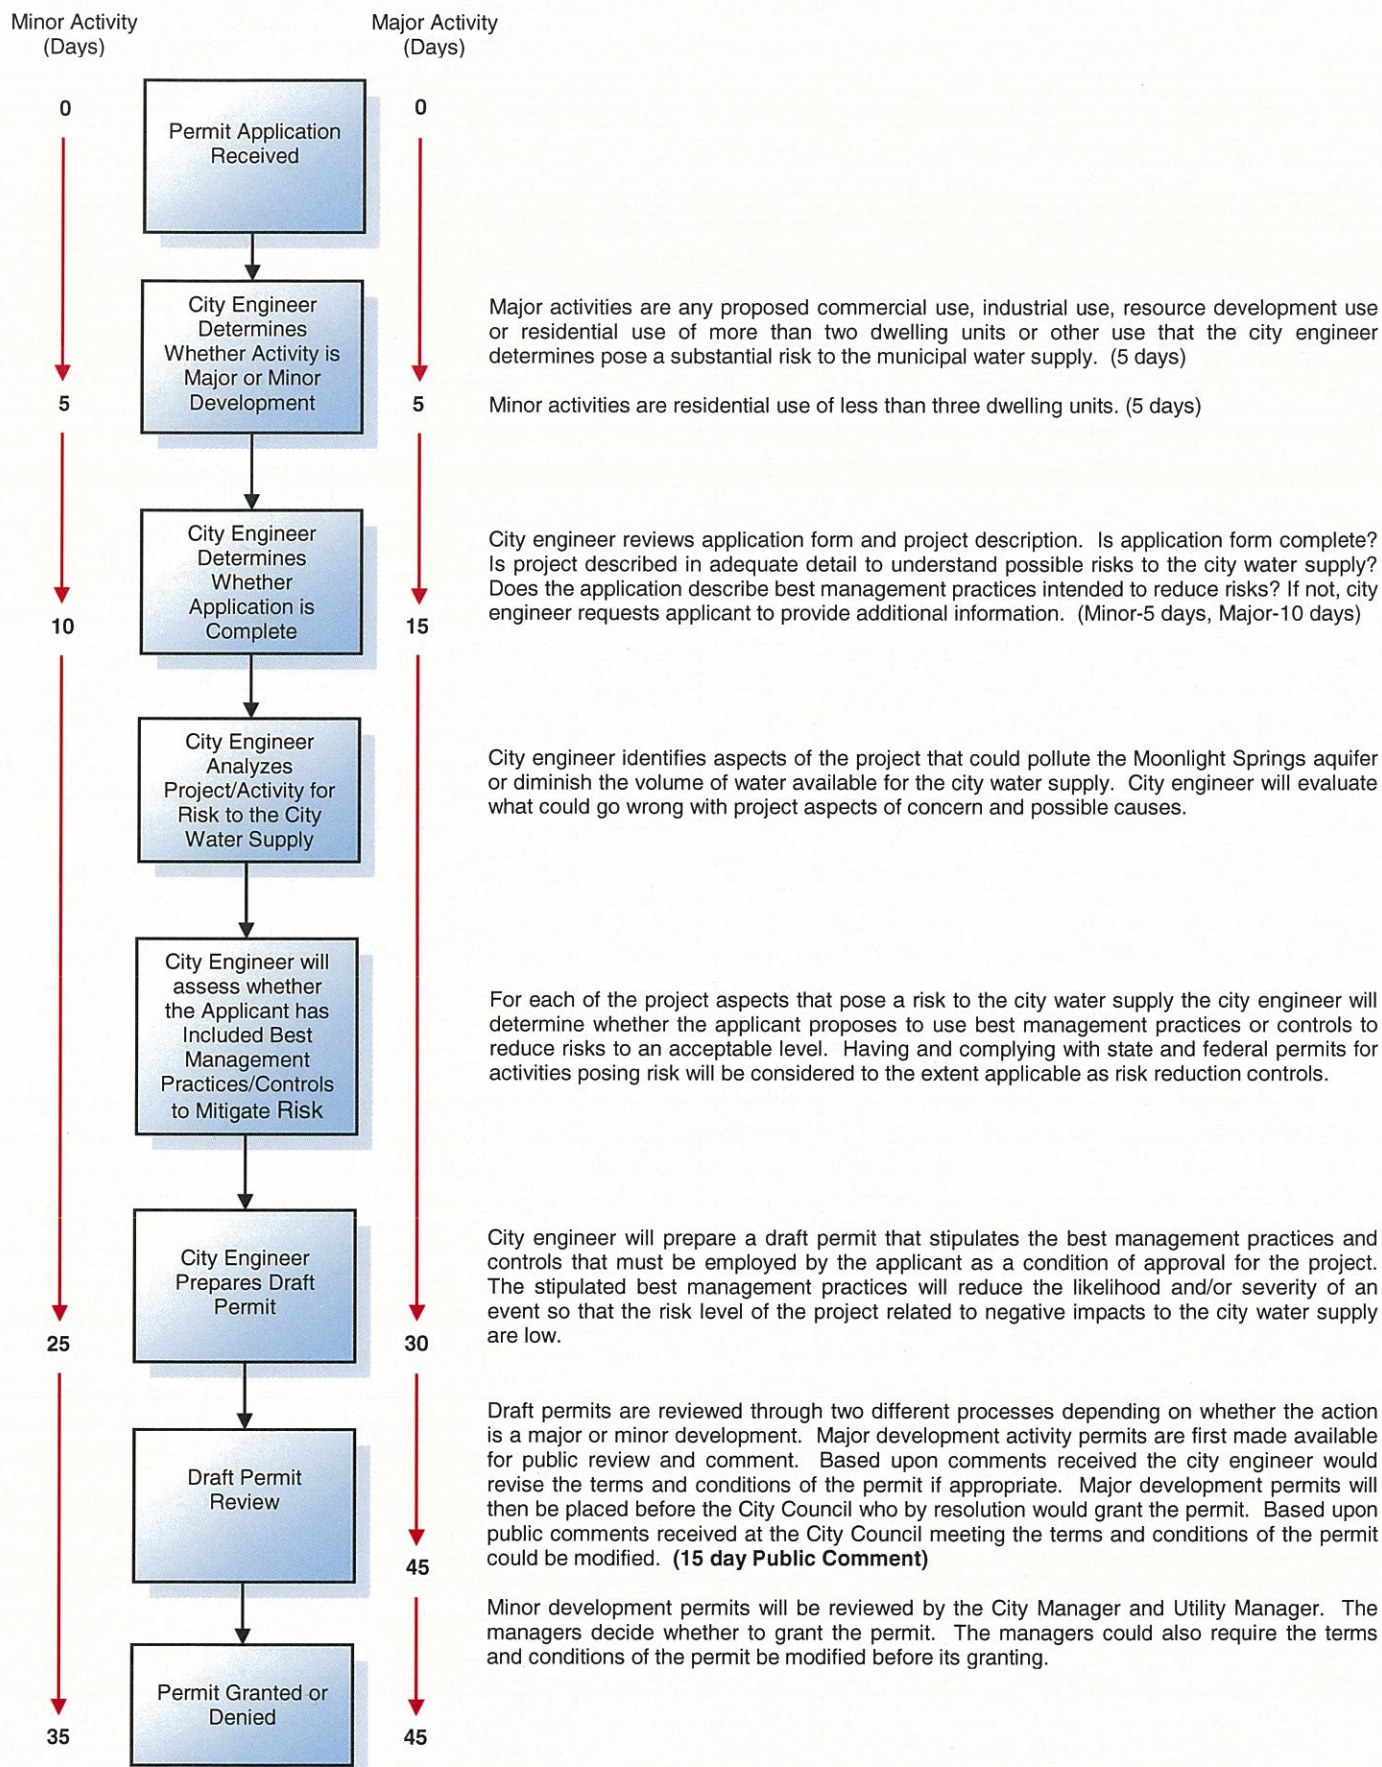 Minor Activity
(Days)
Major Activity
(Days)
0
Permit Application
Received
0
City Engineer
Determines
Whether Activity is
Major or Minor
Development
5
5
Major activities are any proposed commercial use, industrial use, resource development use
or residential use of more than two dwelling units or other use that the city engineer
determines pose a substantial risk to the municipal water supply. (5 days)
Minor activities are residential use of less than three dwelling units. (5 days)
City Engineer
Determines
Whether
Application is
Complete
10
15
City engineer reviews application form and project description. Is application form complete?
Is project described in adequate detail to understand possible risks to the city water supply?
Does the application describe best management practices intended to reduce risks? If not, city
engineer requests applicant to provide additional information. (Minor-5 days, Major-10 days)
City Engineer
Analyzes
Project/Activity for
Risk to the City
Water Supply
City engineer identifies aspects of the project that could pollute the Moonlight Springs aquifer
or diminish the volume of water available for the city water supply. City engineer will evaluate
what could go wrong with project aspects of concern and possible causes.
City Engineer will
assess whether
the Applicant has
Included Best
Management
Practices/Controls
to Mitigate Risk
For each of the project aspects that pose a risk to the city water supply the city engineer will
determine whether the applicant proposes to use best management practices or controls to
reduce risks to an acceptable level. Having and complying with state and federal permits for
activities posing risk will be considered to the extent applicable as risk reduction controls.
City Engineer
Prepares Draft
Permit
25
30
City engineer will prepare a draft permit that stipulates the best management practices and
controls that must be employed by the applicant as a condition of approval for the project.
The stipulated best management practices will reduce the likelihood and/or severity of an
event so that the risk level of the project related to negative impacts to the city water supply
are low.
Draft Permit
Review
45
Draft permits are reviewed through two different processes depending on whether the action
is a major or minor development. Major development activity permits are first made available
for public review and comment. Based upon comments received the city engineer would
revise the terms and conditions of the permit if appropriate. Major development permits will
then be placed before the City Council who by resolution would grant the permit. Based upon
public comments received at the City Council meeting the terms and conditions of the permit
could be modified. (15 day Public Comment)
Minor development permits will be reviewed by the City Manager and Utility Manager. The
managers decide whether to grant the permit. The managers could also require the terms
and conditions of the permit be modified before its granting.
Permit Granted or
Denied
35
45